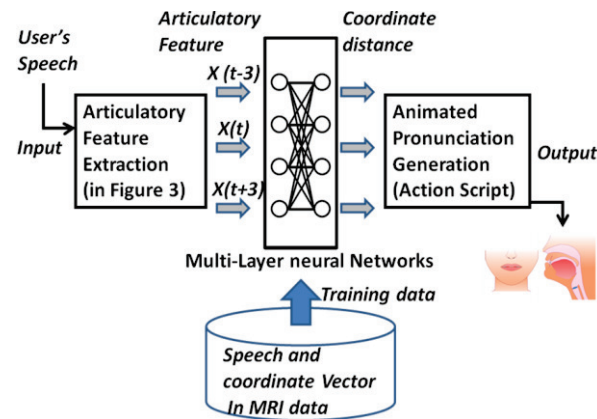 User's
Speech
Input
Articulatory
Feature
Extraction
(in Figure 3)
Articulatory
Feature
X (t-3)
X(t)
X(t+3)
Multi-Layer neural Networks
Coordinate
distance
Animated
Pronunciation
Generation
(Action Script)
Output
Training data
Speech and
coordinate Vector
In MRI data